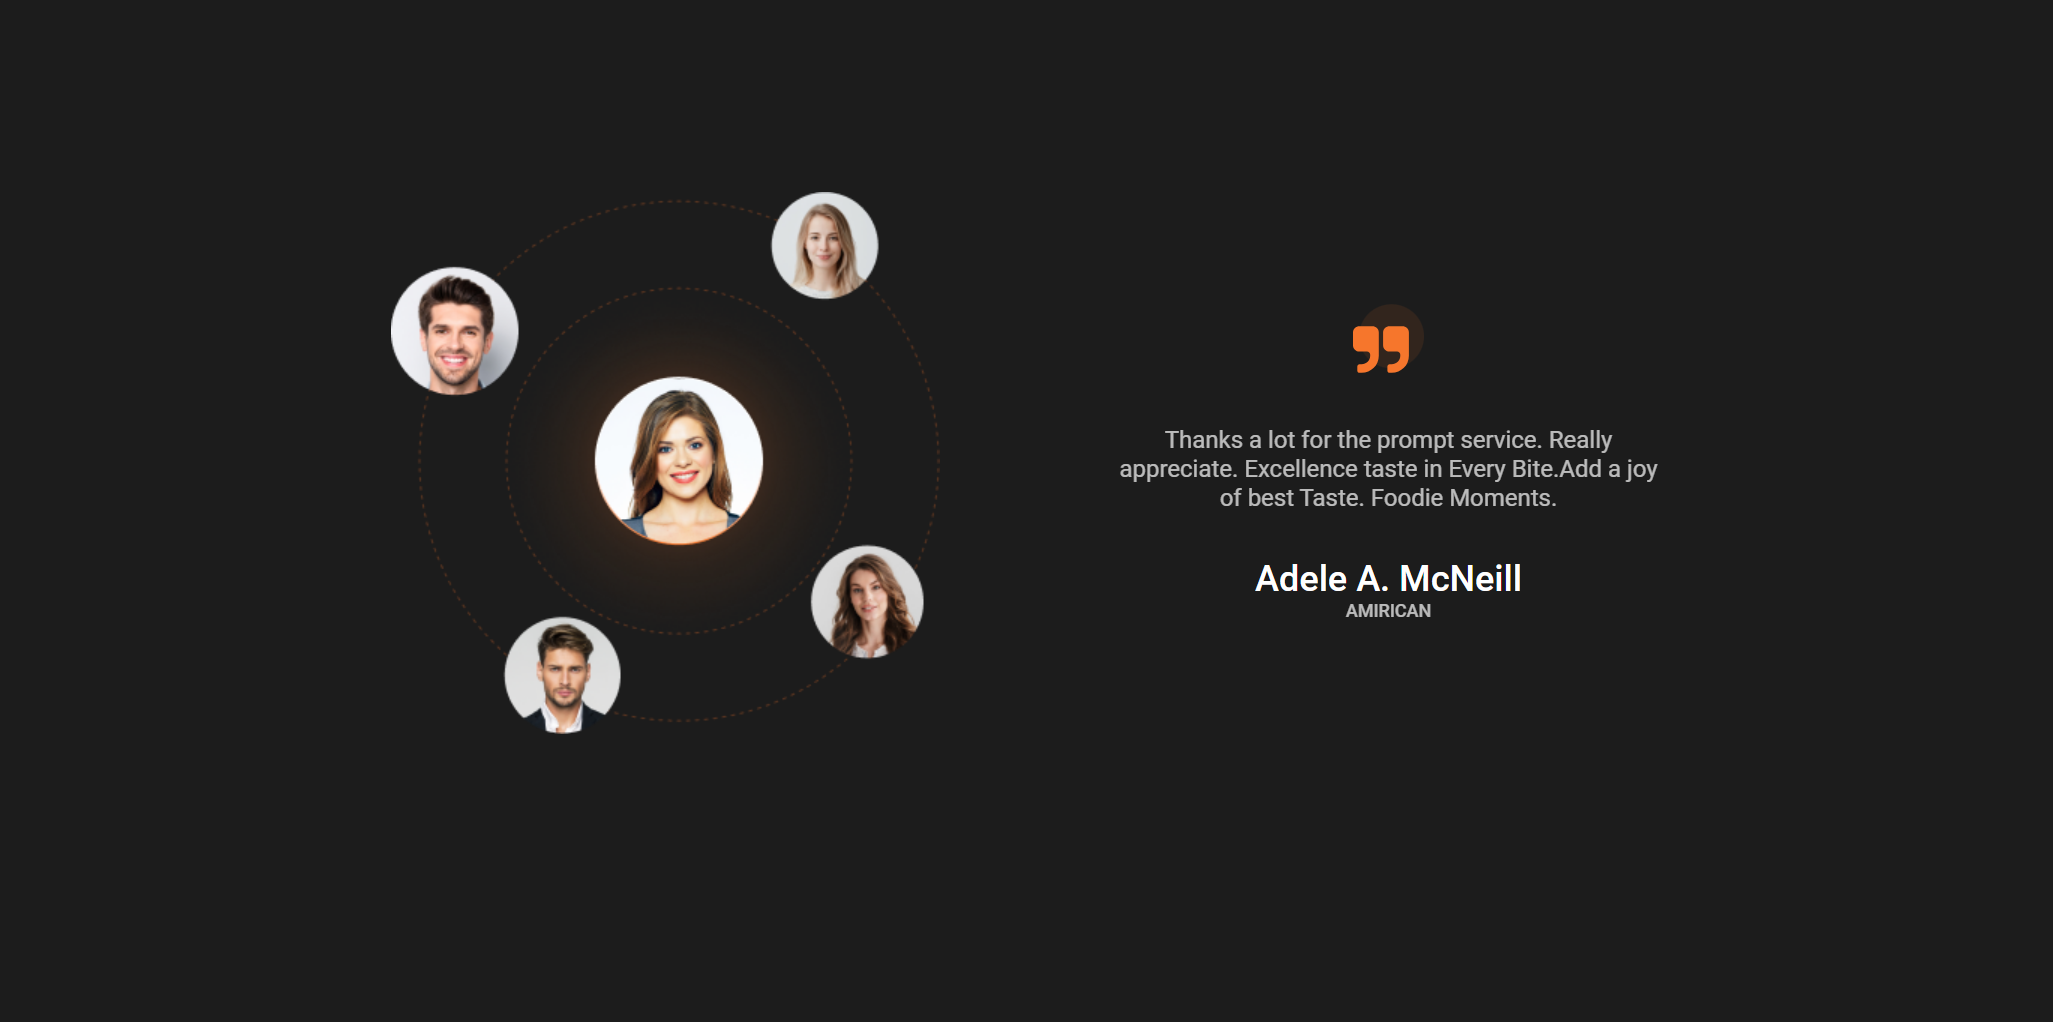 Thanks a lot for the prompt service. Really
appreciate. Excellence taste in Every Bite.Add a joy
of best Taste. Foodie Moments.
Adele A. McNeill
AMIRICAN